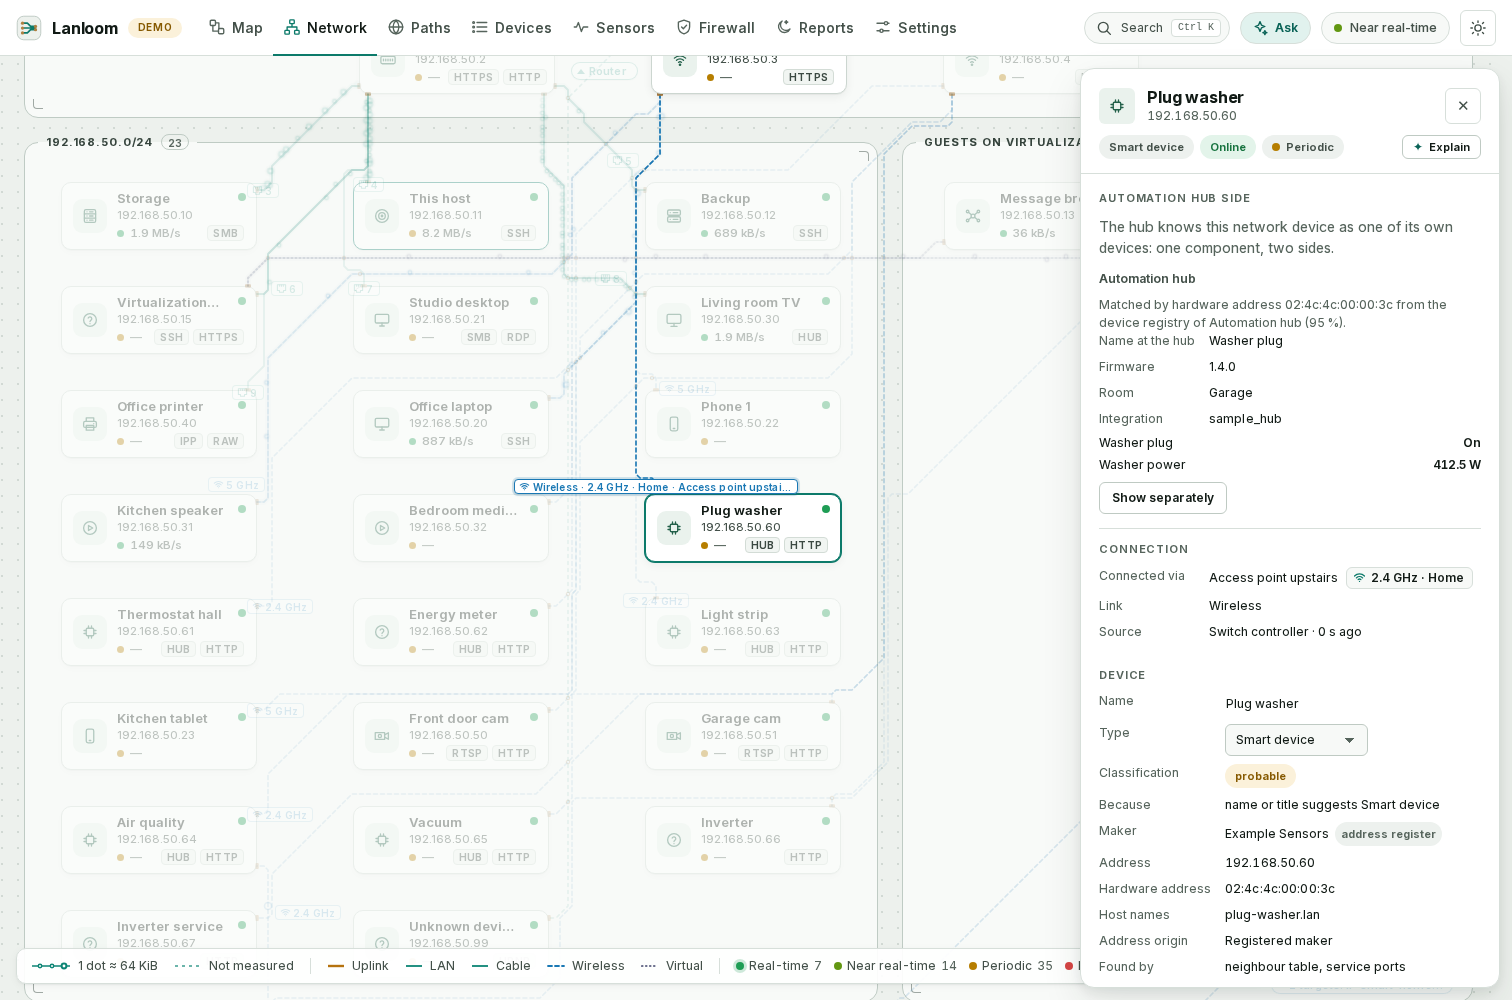 Lanloom DEMO Map Network Paths Devices Sensors Firewall Reports Settings Search Ctrl K Ask Near real-time
192.168.50.2
— HTTPS HTTP
Router
192.168.50.3
— HTTPS
192.168.50.4
—
192.168.50.0/24 23
GUESTS ON VIRTUALIZA
5
4
Storage
192.168.50.10
1.9 MB/s SMB
This host
192.168.50.11
8.2 MB/s SSH
Backup
192.168.50.12
689 kB/s SSH
Message br
192.168.50.13
36 kB/s
6
7
Virtualization...
192.168.50.15
— SSH HTTPS
Studio desktop
192.168.50.21
— SMB RDP
Living room TV
192.168.50.30
1.9 MB/s HUB
5 GHz
Office printer
192.168.50.40
— IPP RAW
Office laptop
192.168.50.20
887 kB/s SSH
Phone 1
192.168.50.22
—
5 GHz
Wireless · 2.4 GHz · Home · Access point upstai...
Kitchen speaker
192.168.50.31
149 kB/s
Bedroom medi...
192.168.50.32
—
Plug washer
192.168.50.60
— HUB HTTP
2.4 GHz
2.4 GHz
Thermostat hall
192.168.50.61
— HUB HTTP
Energy meter
192.168.50.62
— HUB HTTP
Light strip
192.168.50.63
— HUB HTTP
5 GHz
Kitchen tablet
192.168.50.23
—
Front door cam
192.168.50.50
— RTSP HTTP
Garage cam
192.168.50.51
— RTSP HTTP
2.4 GHz
Air quality
192.168.50.64
— HUB HTTP
Vacuum
192.168.50.65
— HUB HTTP
Inverter
192.168.50.66
— HTTP
2.4 GHz
Inverter service
192.168.50.67
Unknown devi...
192.168.50.99
1 dot ≈ 64 KiB Not measured Uplink LAN Cable Wireless Virtual Real-time 7 Near real-time 14 Periodic 35
Plug washer
192.168.50.60
Smart device Online Periodic Explain
AUTOMATION HUB SIDE
The hub knows this network device as one of its own
devices: one component, two sides.
Automation hub
Matched by hardware address 02:4c:4c:00:00:3c from the
device registry of Automation hub (95 %).
Name at the hub Washer plug
Firmware 1.4.0
Room Garage
Integration sample_hub
Washer plug On
Washer power 412.5 W
Show separately
CONNECTION
Connected via Access point upstairs 2.4 GHz · Home
Link Wireless
Source Switch controller · 0 s ago
DEVICE
Name Plug washer
Type Smart device
Classification probable
Because name or title suggests Smart device
Maker Example Sensors address register
Address 192.168.50.60
Hardware address 02:4c:4c:00:00:3c
Host names plug-washer.lan
Address origin Registered maker
Found by neighbour table, service ports